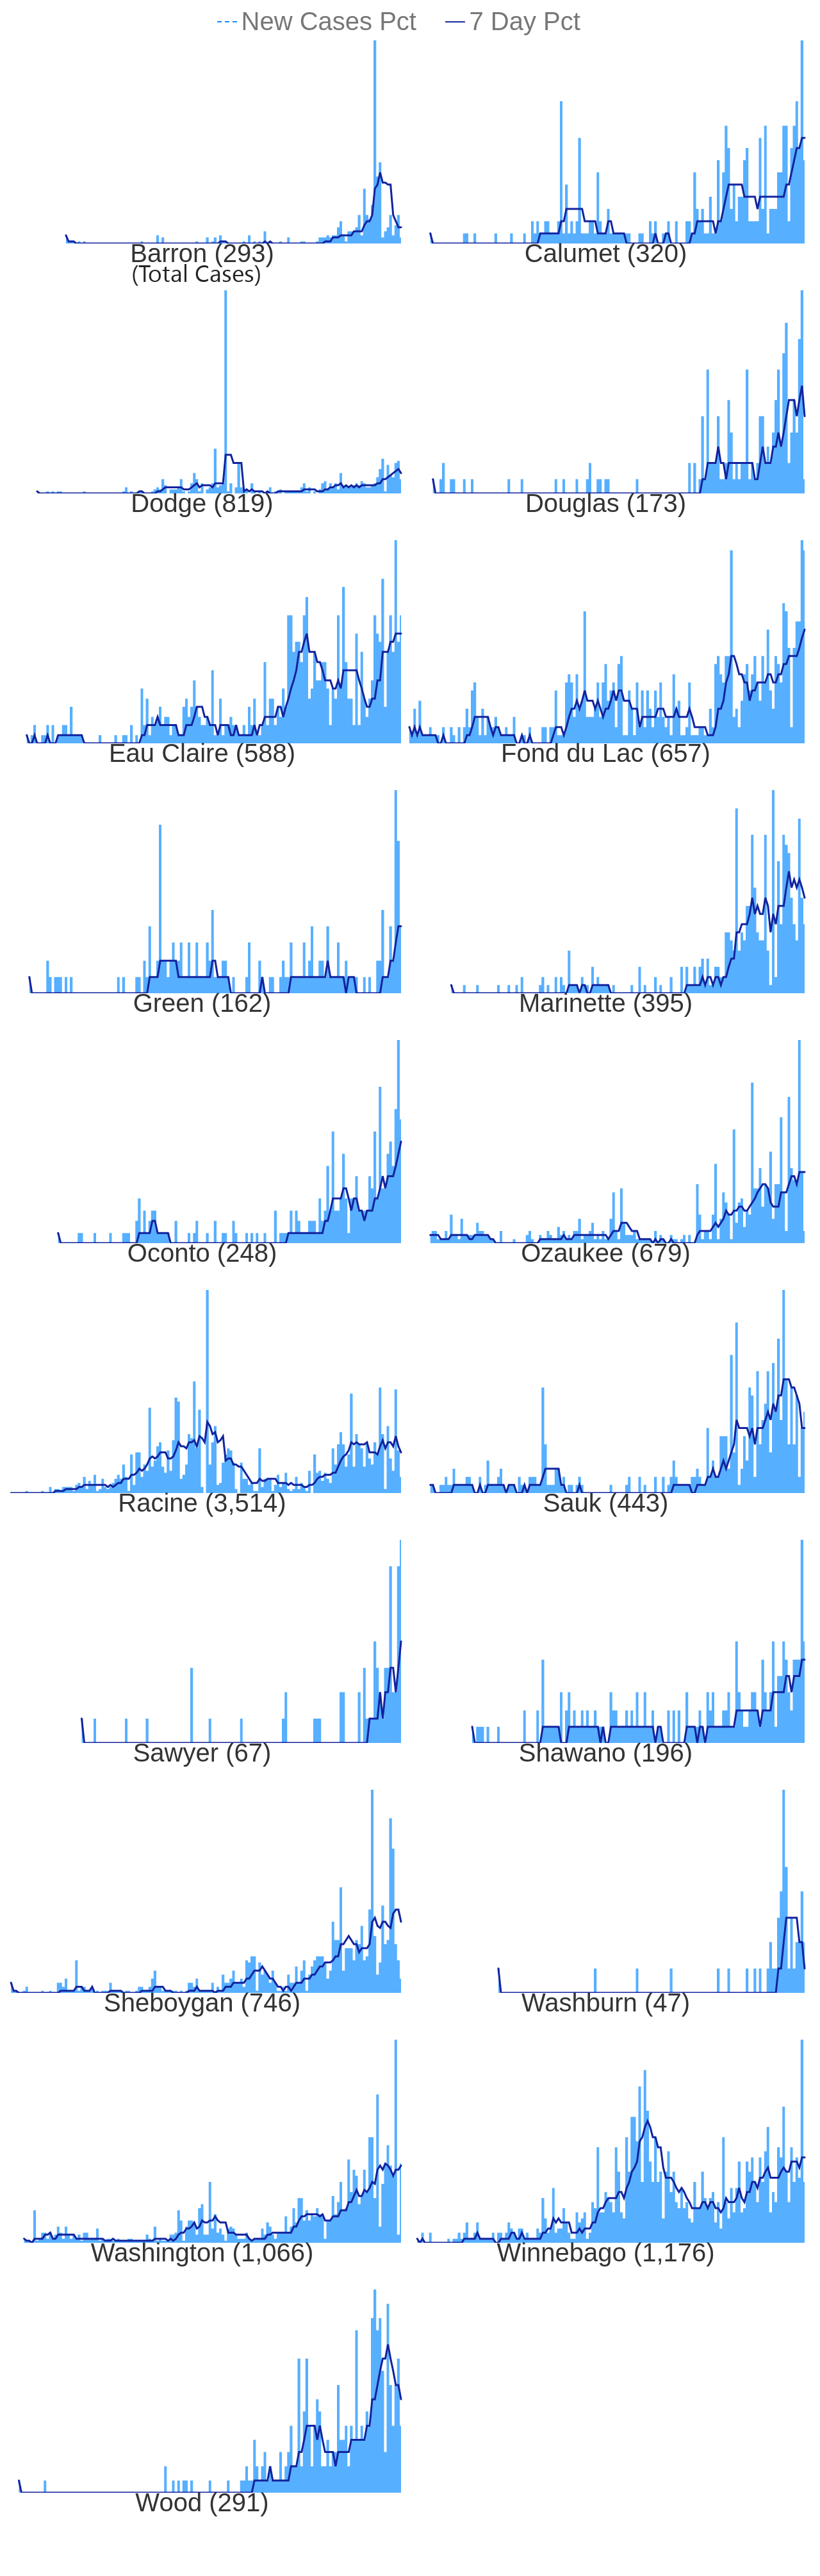 New Cases Pct 7 Day Pct
Barron (293) Calumet (320)
(Total Cases)
Dodge (819) Douglas (173)
Eau Claire (588) Fond du Lac (657)
Green (162) Marinette (395)
Oconto (248) Ozaukee (679)
Racine (3,514) Sauk (443)
Sawyer (67) Shawano (196)
Sheboygan (746) Washburn (47)
Washington (1,066) Winnebago (1,176)
Wood (291)